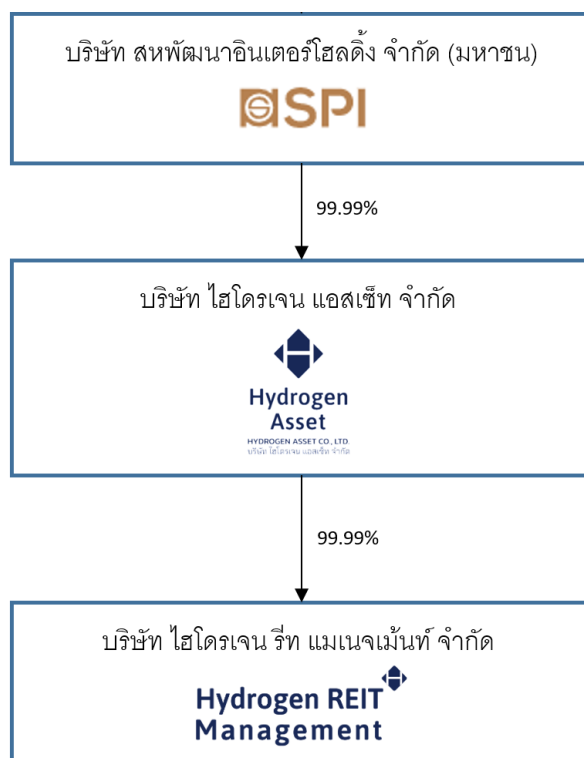 บริษัท สหพัฒนาอินเตอร์โฮลดิ้ง จำกัด (มหาชน)
SPI
99.99%
บริษัท ไฮโดรเจน แอสเซ็ท จำกัด
Hydrogen
Asset
HYDROGEN ASSET CO., LTD.
บริษัท ไฮโดรเจน แอสเซ็ท จำกัด
99.99%
บริษัท ไฮโดรเจน รีท แมเนจเม้นท์ จำกัด
Hydrogen REIT
Management